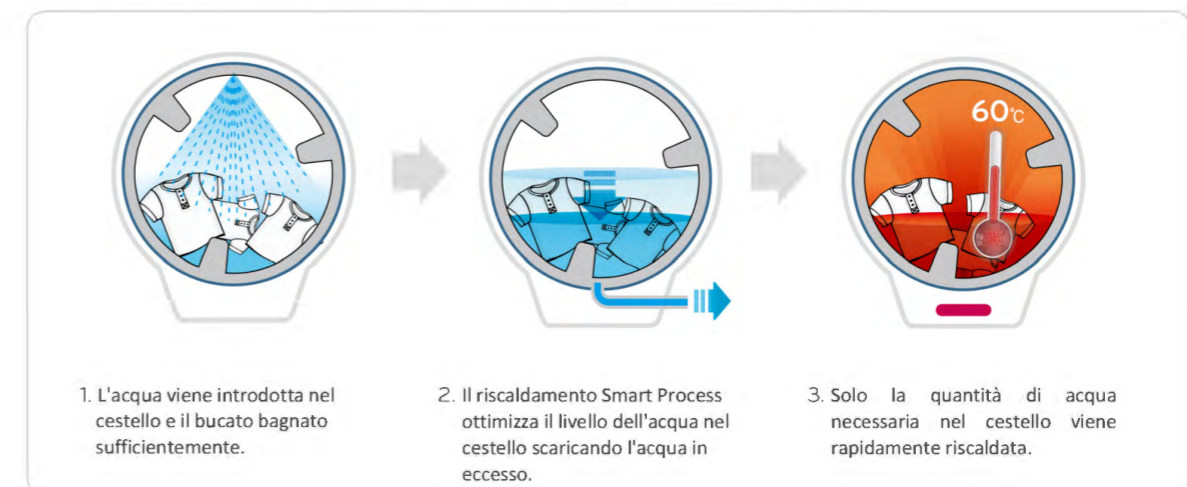 60°C
1. L'acqua viene introdotta nel
cestello e il bucato bagnato
sufficientemente.
2. Il riscaldamento Smart Process
ottimizza il livello dell'acqua nel
cestello scaricando l'acqua in
eccesso.
3. Solo la quantità di acqua
necessaria nel cestello viene
rapidamente riscaldata.